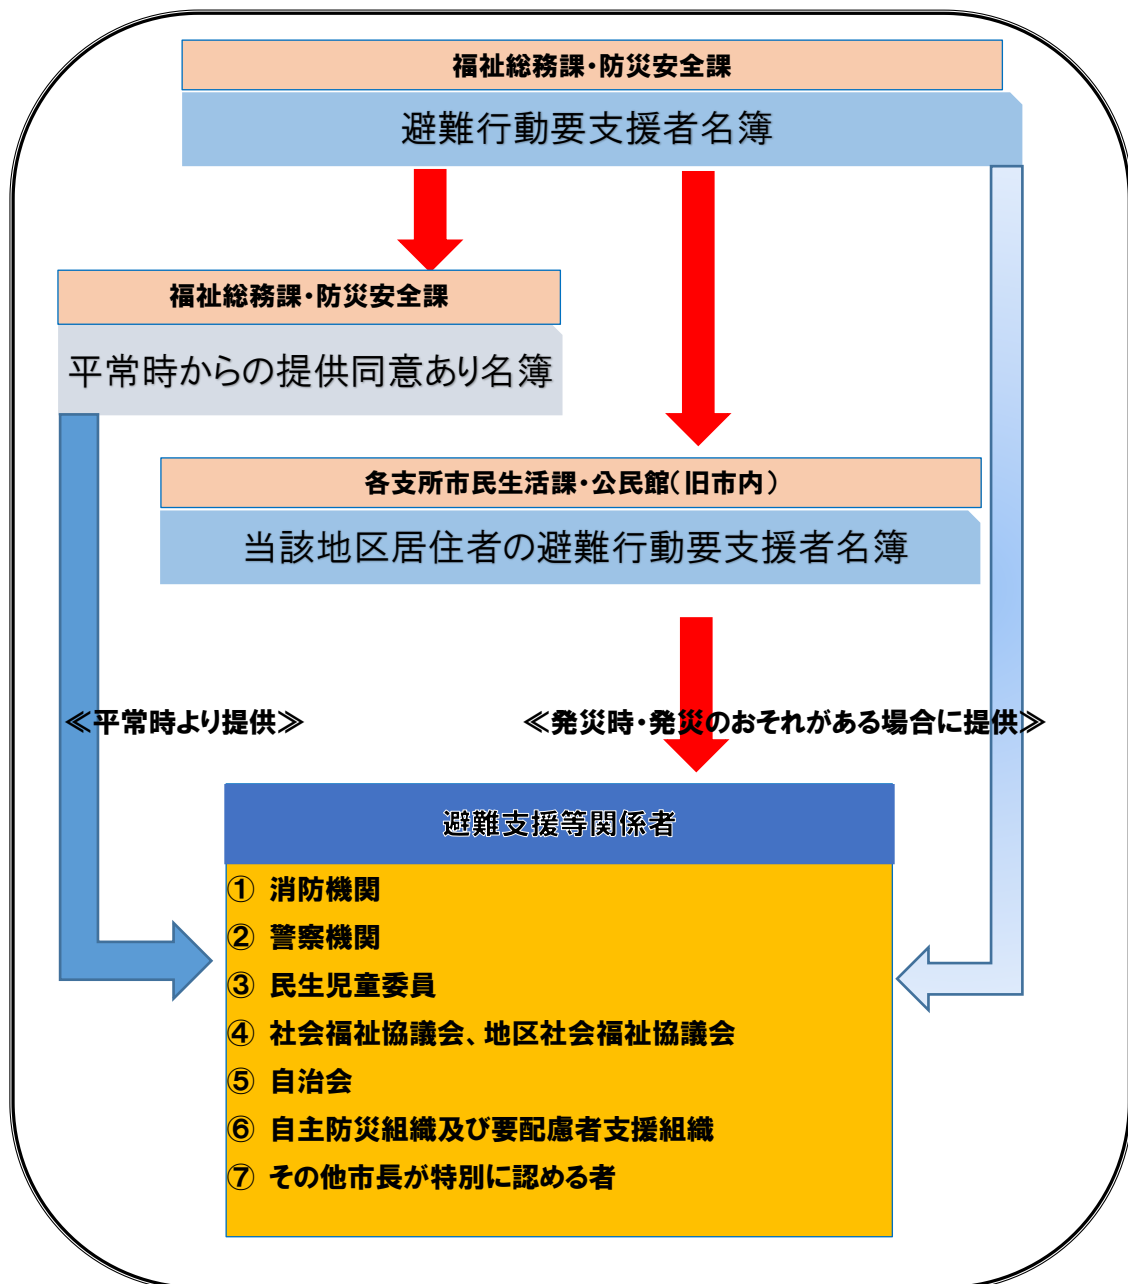 福祉総務課・防災安全課
避難行動要支援者名簿
福祉総務課・防災安全課
平常時からの提供同意あり名簿
各支所市民生活課・公民館(旧市内)
当該地区居住者の避難行動要支援者名簿
≪平常時より提供≫
≪発災時・発災のおそれがある場合に提供≫
避難支援等関係者
① 消防機関
② 警察機関
③ 民生児童委員
④ 社会福祉協議会、地区社会福祉協議会
⑤ 自治会
⑥ 自主防災組織及び要配慮者支援組織
⑦ その他市長が特別に認める者